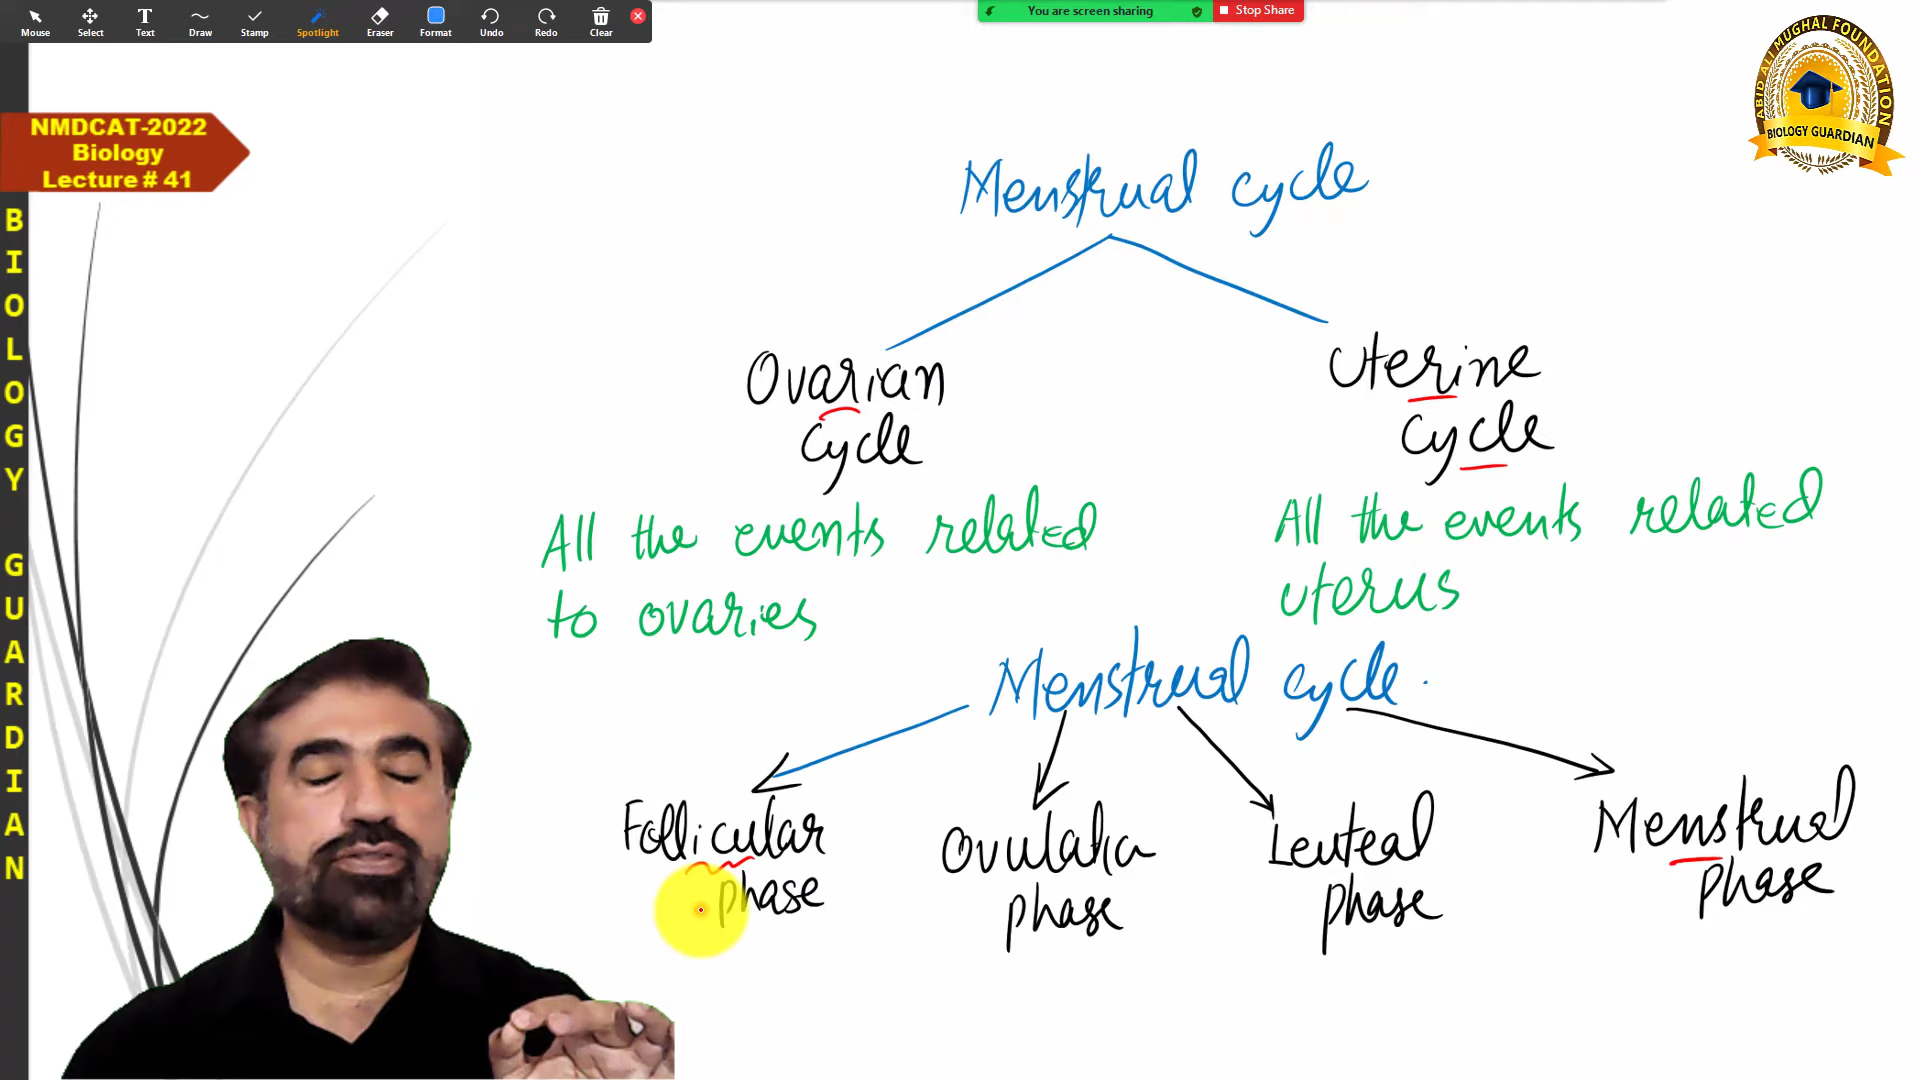 Mouse Select Text Draw Stamp Spotlight Eraser Format Undo Redo Clear
You are screen sharing Stop Share
ABID ALI MUGHAL FOUNDATION
BIOLOGY GUARDIAN
NMDCAT-2022
Biology
Lecture # 41
BIOLOGY GUARDIAN
Menstrual cycle
Ovarian
Cycle
Uterine
Cycle
All the events related
to ovaries
All the events related
uterus
Menstrual cycle.
Follicular
phase
Ovulation
phase
Leuteal
phase
Menstrual
phase